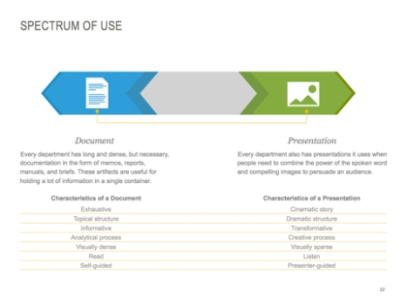 SPECTRUM OF USE
Document
Every department has long and dense, but necessary,
documentation in the form of memos, reports,
manuals, and briefs. These artifacts are useful for
holding a lot of information in a single container.
Characteristics of a Document
Exhaustive
Topical structure
Informative
Analytical process
Visually dense
Read
Self-guided
Presentation
Every department also has presentations it uses when
people need to combine the power of the spoken word
and compelling images to persuade an audience.
Characteristics of a Presentation
Cinematic story
Dramatic structure
Transformative
Creative process
Visually sparse
Listen
Presenter-guided